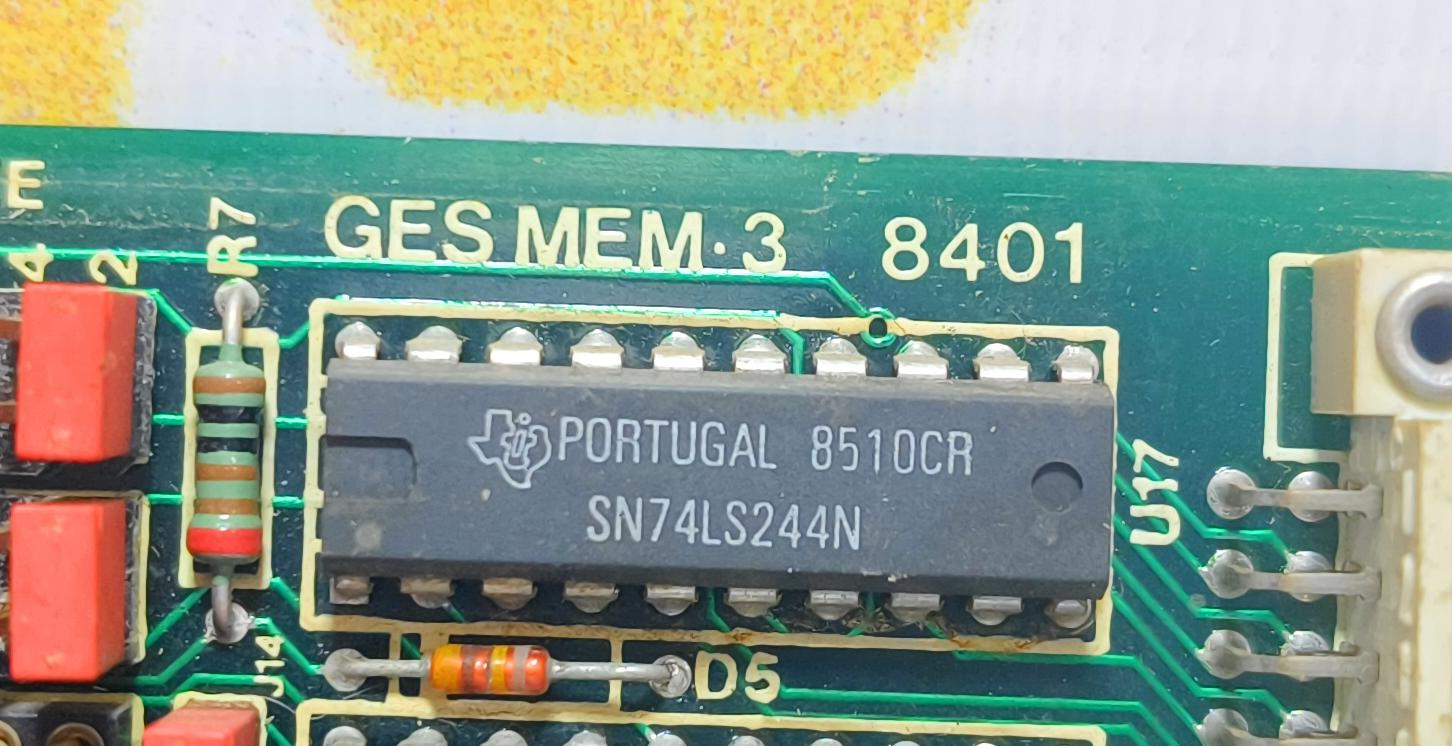 E
4
2
R7
GES MEM·3 8401
PORTUGAL 8510CR
SN74LS244N
U17
J14
D5